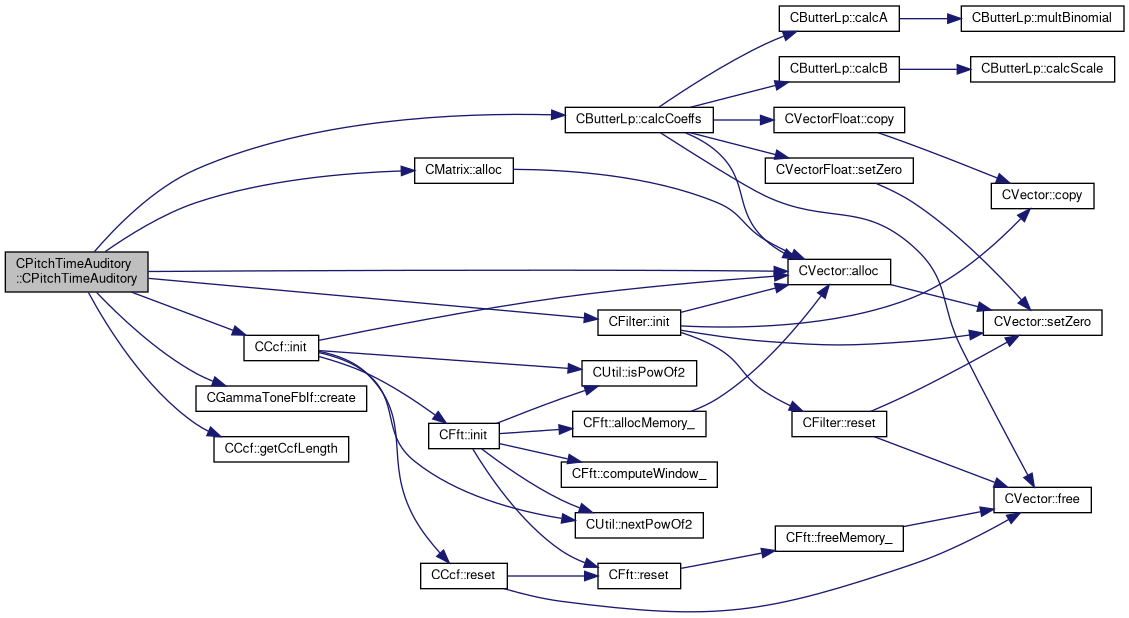 CPitchTimeAuditory
::CPitchTimeAuditory
CButterLp::calcCoeffs
CMatrix::alloc
CCcf::init
CGammaToneFbIf::create
CCcf::getCcfLength
CFilter::init
CFft::init
CCcf::reset
CUtil::isPowOf2
CFft::allocMemory_
CFft::computeWindow_
CUtil::nextPowOf2
CFft::reset
CButterLp::calcA
CButterLp::calcB
CVectorFloat::copy
CVectorFloat::setZero
CVector::alloc
CFilter::reset
CFft::freeMemory_
CButterLp::multBinomial
CButterLp::calcScale
CVector::copy
CVector::setZero
CVector::free